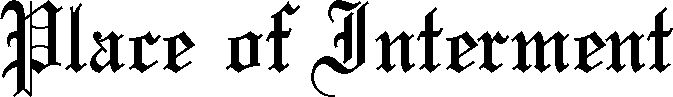 Place of Interment